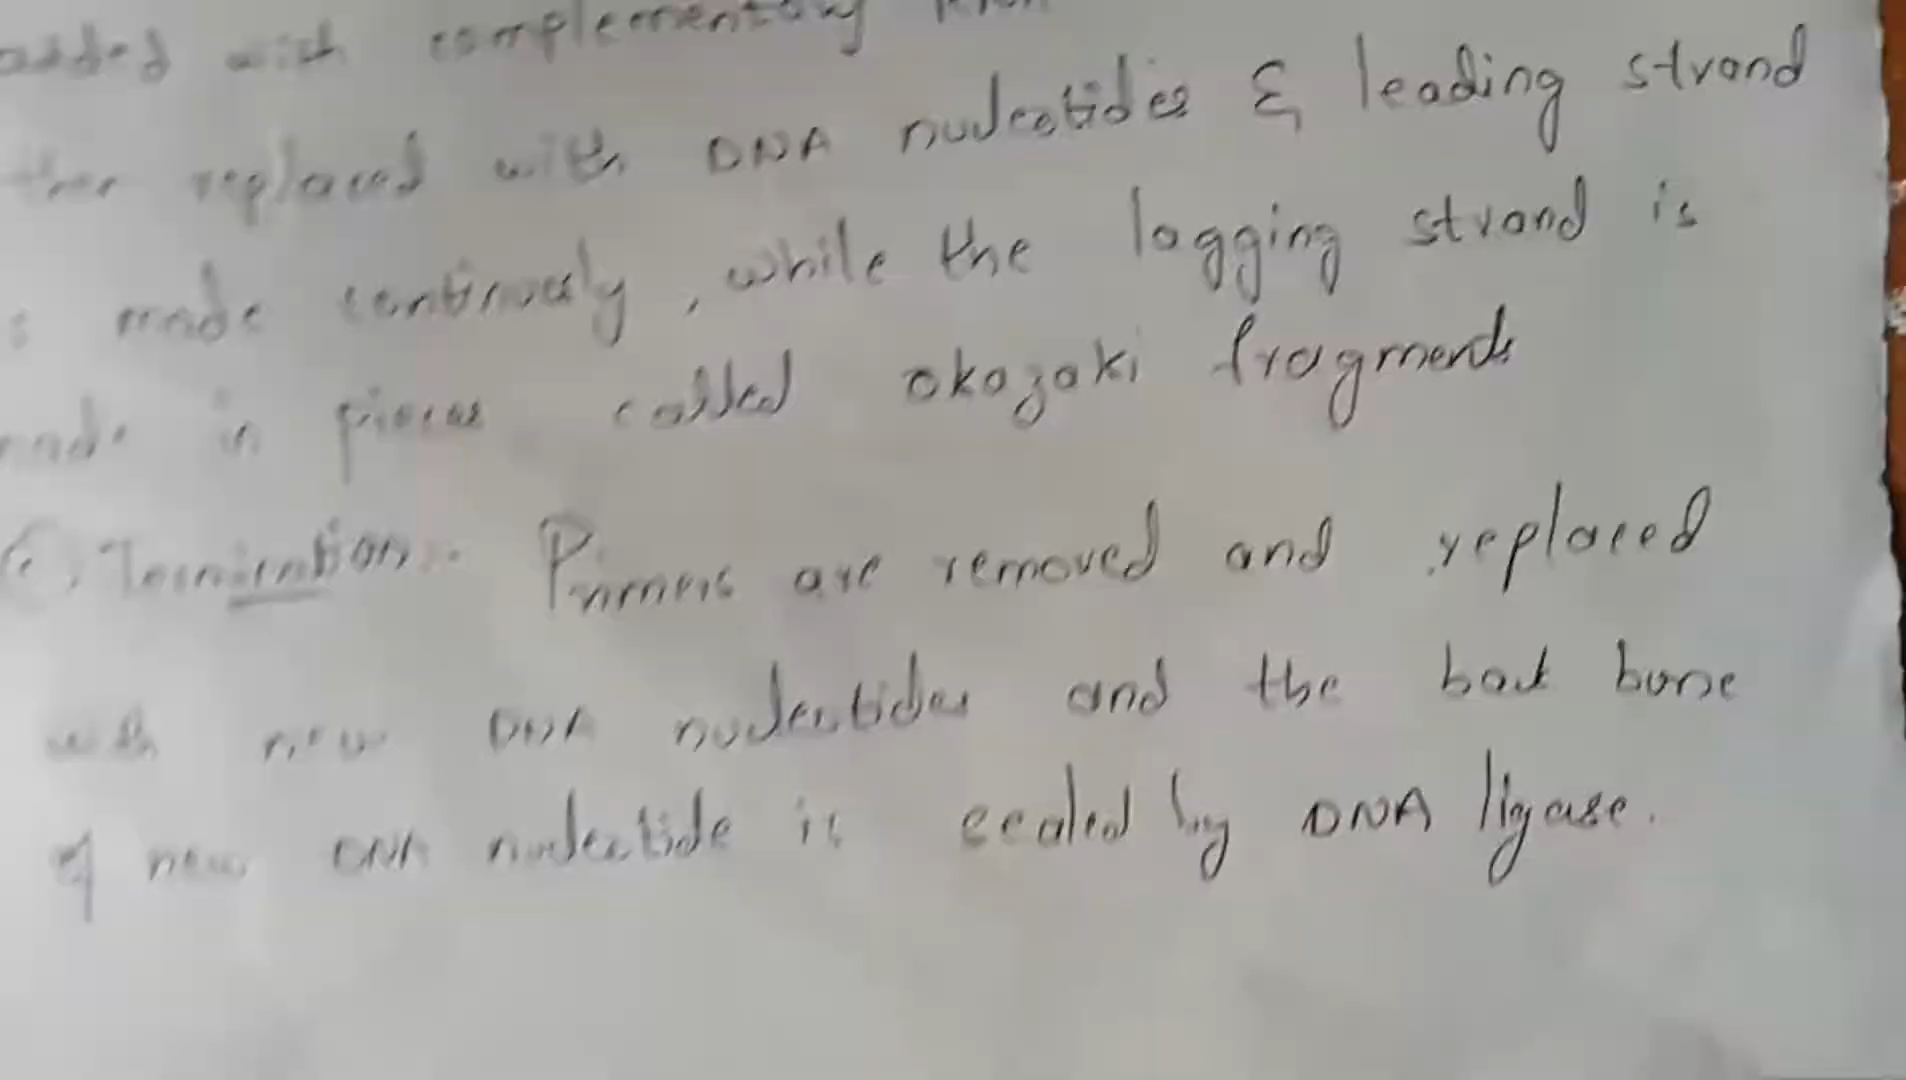 added with complementary
then replaced with DNA nucleotides & leading strand
s made continously, while the lagging strand is
made in pieces called okazaki fragments
Termination:- Primers are removed and replaced
with new DNA nucleotides and the back bone
of new DNA nucleotide is sealed by DNA ligase.